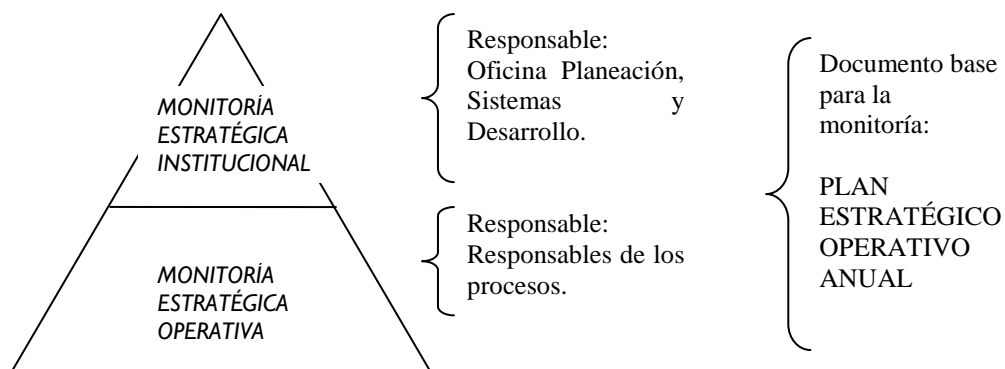 MONITORÍA
ESTRATÉGICA
INSTITUCIONAL
Responsable:
Oficina Planeación,
Sistemas y
Desarrollo.
MONITORÍA
ESTRATÉGICA
OPERATIVA
Responsable:
Responsables de los
procesos.
Documento base
para la
monitoría:
PLAN
ESTRATÉGICO
OPERATIVO
ANUAL